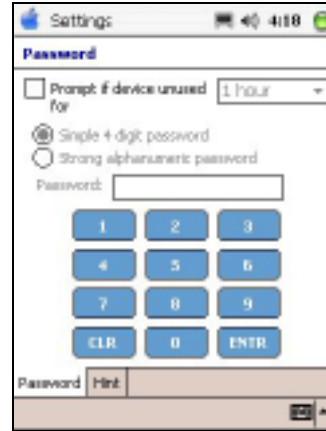 Settings 4:18
Password
Prompt if device unused 1 hour
for
Simple 4 digit password
Strong alphanumeric password
Password:
1 2 3
4 5 6
7 8 9
CLR 0 ENTR
Password Hint